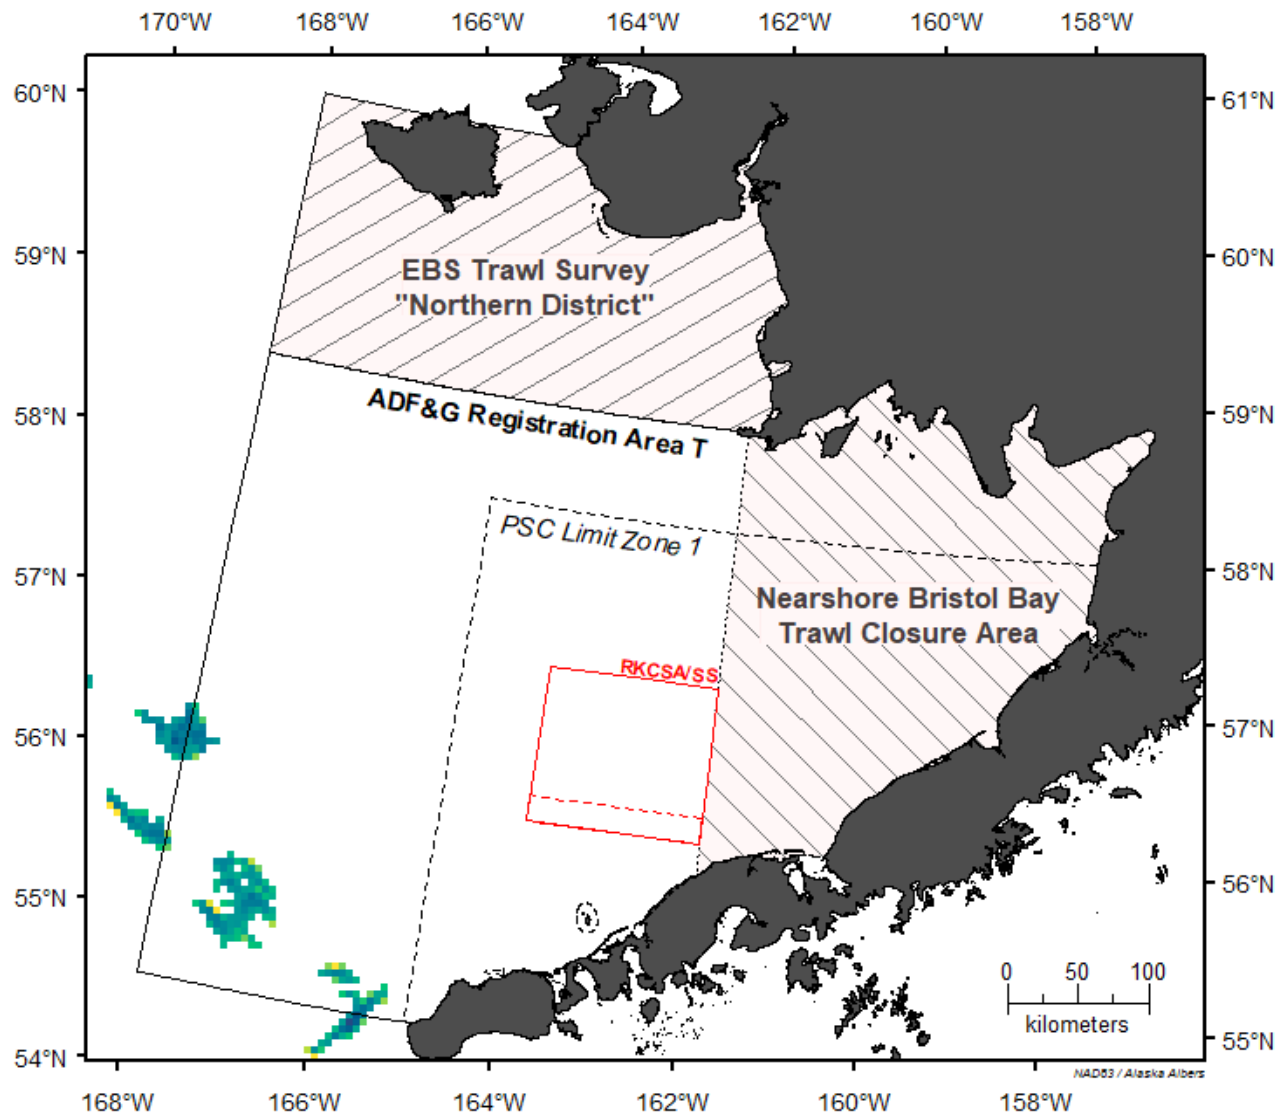 170°W 168°W 166°W 164°W 162°W 160°W 158°W
60°N
61°N
59°N
60°N
EBS Trawl Survey
"Northern District"
58°N
59°N
ADF&G Registration Area T
PSC Limit Zone 1
57°N
58°N
Nearshore Bristol Bay
Trawl Closure Area
RKCSA/SS
56°N
57°N
55°N
56°N
0 50 100
kilometers
54°N
55°N
NAD83 / Alaska Albers
168°W 166°W 164°W 162°W 160°W 158°W